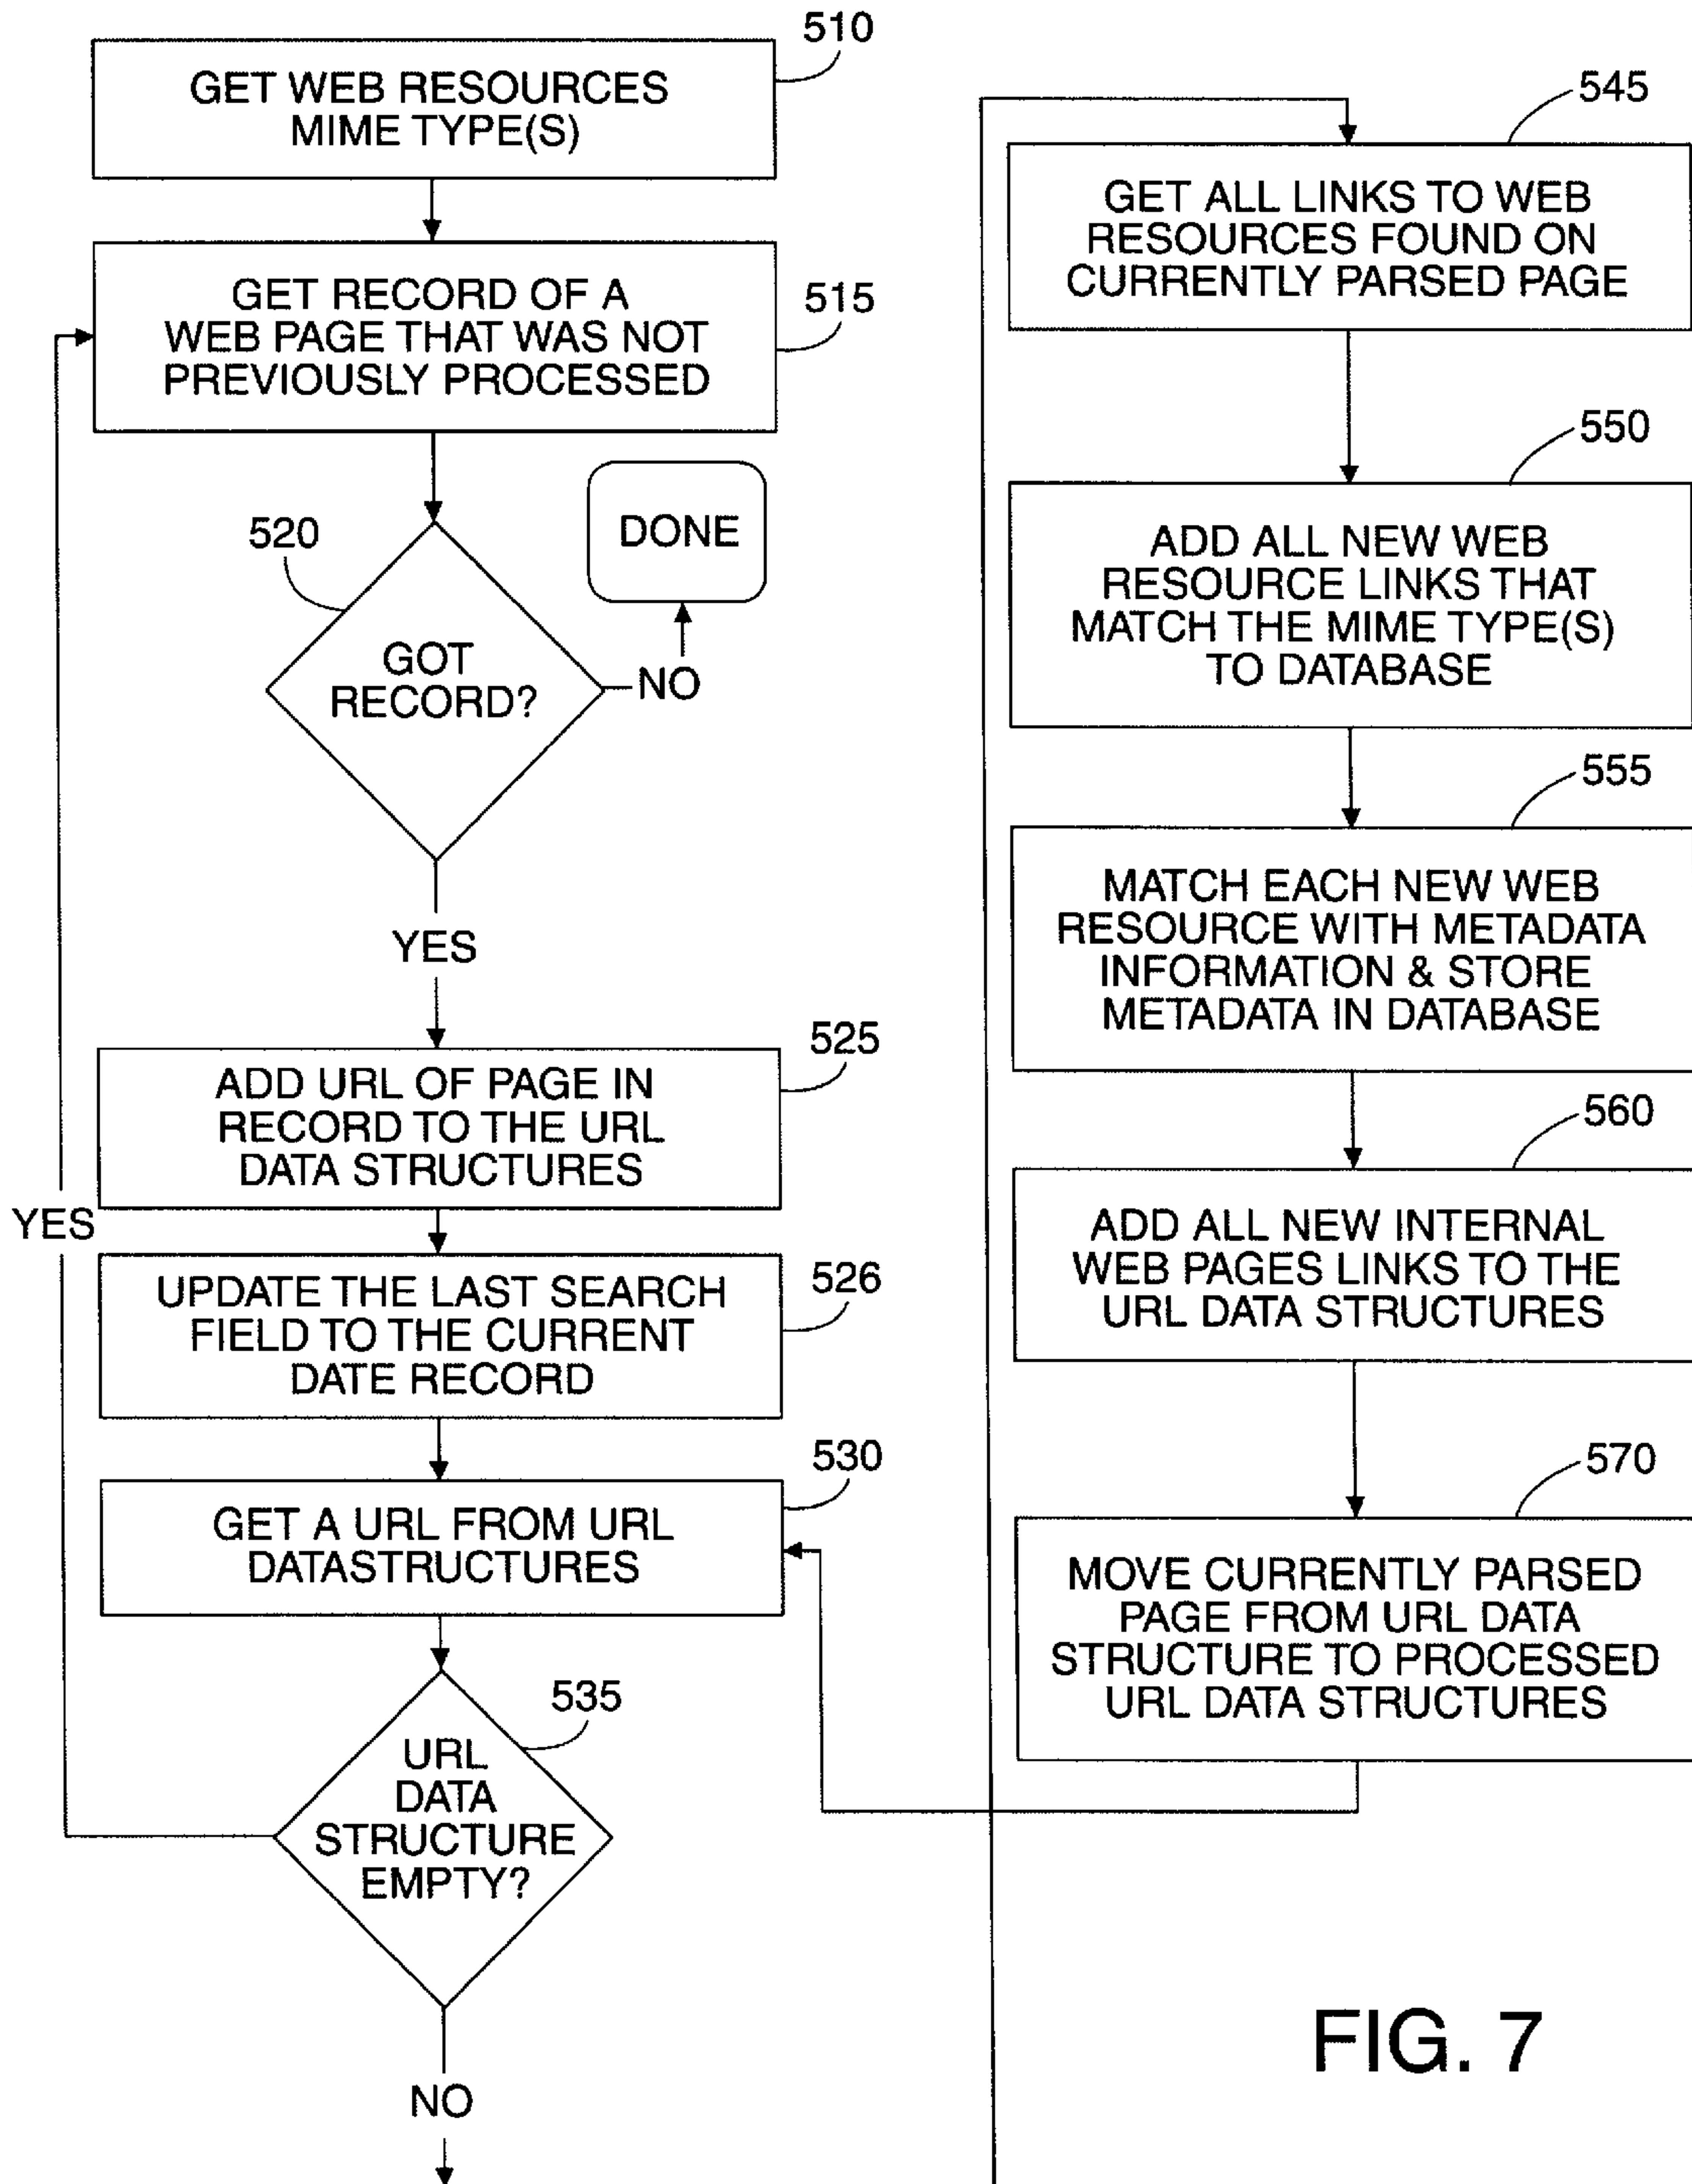 510
GET WEB RESOURCES
MIME TYPE(S)
515
GET RECORD OF A
WEB PAGE THAT WAS NOT
PREVIOUSLY PROCESSED
520
GOT
RECORD?
NO
DONE
YES
525
ADD URL OF PAGE IN
RECORD TO THE URL
DATA STRUCTURES
YES
526
UPDATE THE LAST SEARCH
FIELD TO THE CURRENT
DATE RECORD
530
GET A URL FROM URL
DATASTRUCTURES
535
URL
DATA
STRUCTURE
EMPTY?
NO
545
GET ALL LINKS TO WEB
RESOURCES FOUND ON
CURRENTLY PARSED PAGE
550
ADD ALL NEW WEB
RESOURCE LINKS THAT
MATCH THE MIME TYPE(S)
TO DATABASE
555
MATCH EACH NEW WEB
RESOURCE WITH METADATA
INFORMATION & STORE
METADATA IN DATABASE
560
ADD ALL NEW INTERNAL
WEB PAGES LINKS TO THE
URL DATA STRUCTURES
570
MOVE CURRENTLY PARSED
PAGE FROM URL DATA
STRUCTURE TO PROCESSED
URL DATA STRUCTURES
FIG. 7